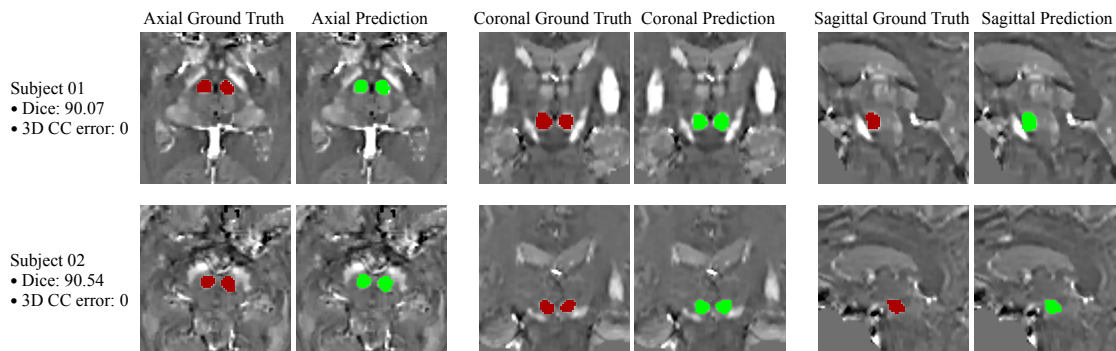 Axial Ground Truth Axial Prediction Coronal Ground Truth Coronal Prediction Sagittal Ground Truth Sagittal Prediction
Subject 01
• Dice: 90.07
• 3D CC error: 0
Subject 02
• Dice: 90.54
• 3D CC error: 0